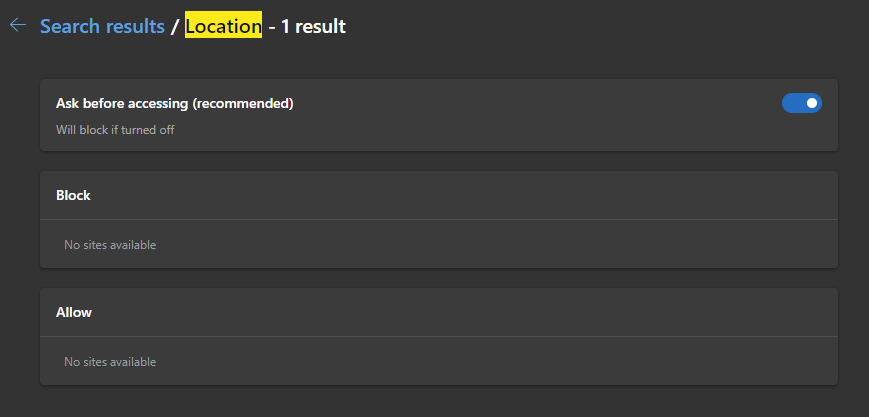 Search results / Location - 1 result
Ask before accessing (recommended)
Will block if turned off
Block
No sites available
Allow
No sites available